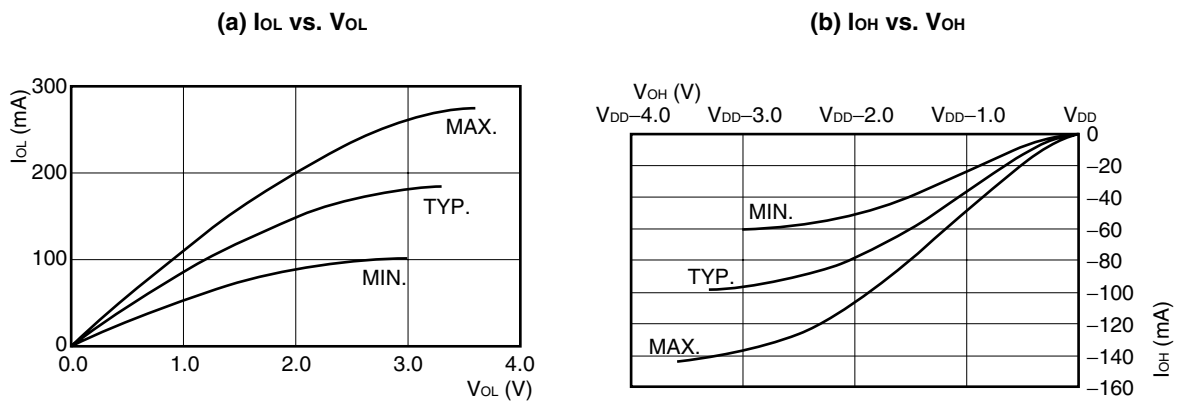 (a) IOL vs. VOL
300
200
100
0
IOL (mA)
MAX.
TYP.
MIN.
0.0 1.0 2.0 3.0 4.0
VOL (V)
(b) IOH vs. VOH
VOH (V)
VDD−4.0 VDD−3.0 VDD−2.0 VDD−1.0 VDD
0
−20
−40
−60
−80
−100
−120
−140
−160
IOH (mA)
MIN.
TYP.
MAX.